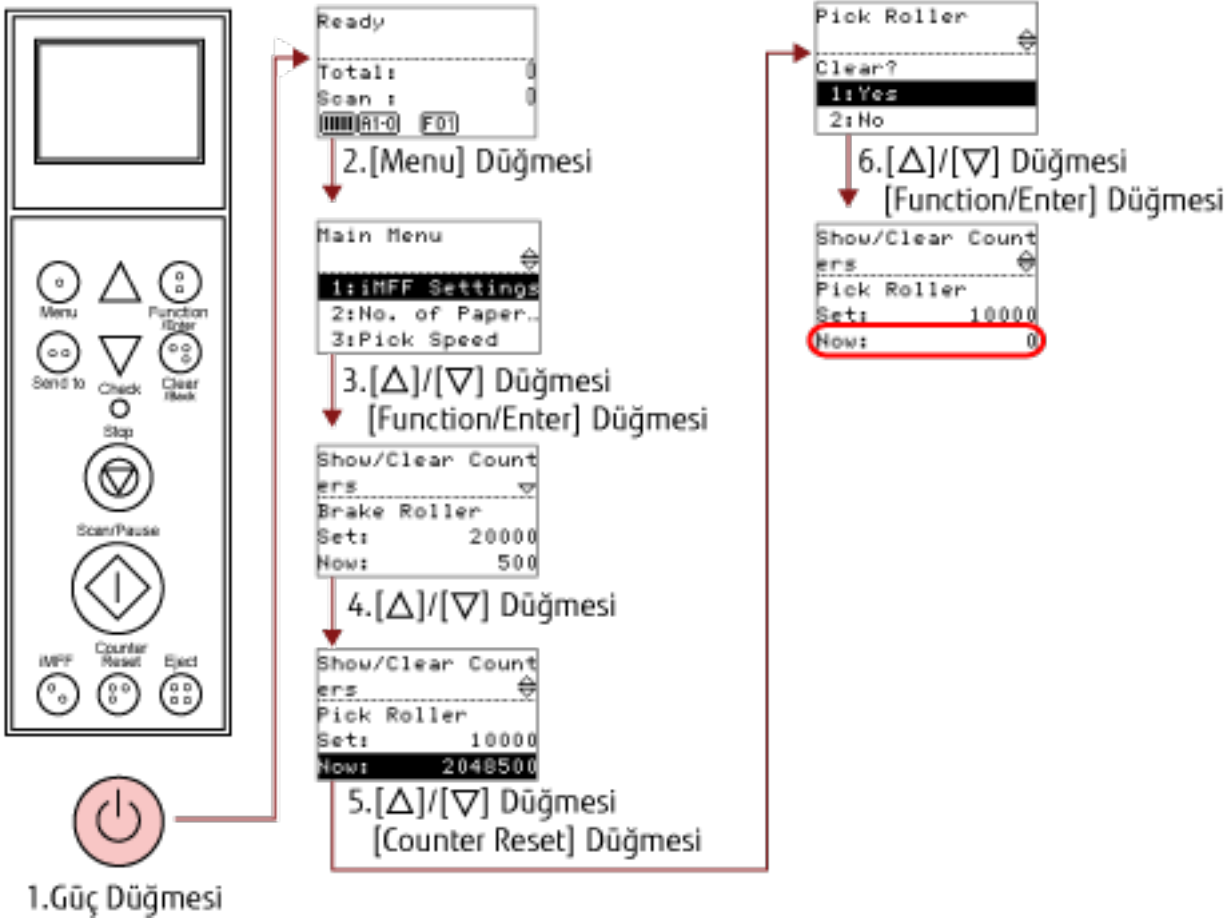 Menu
Function
/Enter
Send to
Check
Clear
/Back
Stop
Scan/Pause
iMFF
Counter
Reset
Eject
1.Güç Düğmesi
Ready
Total: 0
Scan : 0
A1-0 F01
2.[Menu] Düğmesi
Main Menu
1:iMFF Settings
2:No. of Paper..
3:Pick Speed
3.[△]/[▽] Düğmesi
[Function/Enter] Düğmesi
Show/Clear Count
ers
Brake Roller
Set: 20000
Now: 500
4.[△]/[▽] Düğmesi
Show/Clear Count
ers
Pick Roller
Set: 10000
Now: 2048500
5.[△]/[▽] Düğmesi
[Counter Reset] Düğmesi
Pick Roller
Clear?
1:Yes
2:No
6.[△]/[▽] Düğmesi
[Function/Enter] Düğmesi
Show/Clear Count
ers
Pick Roller
Set: 10000
Now: 0